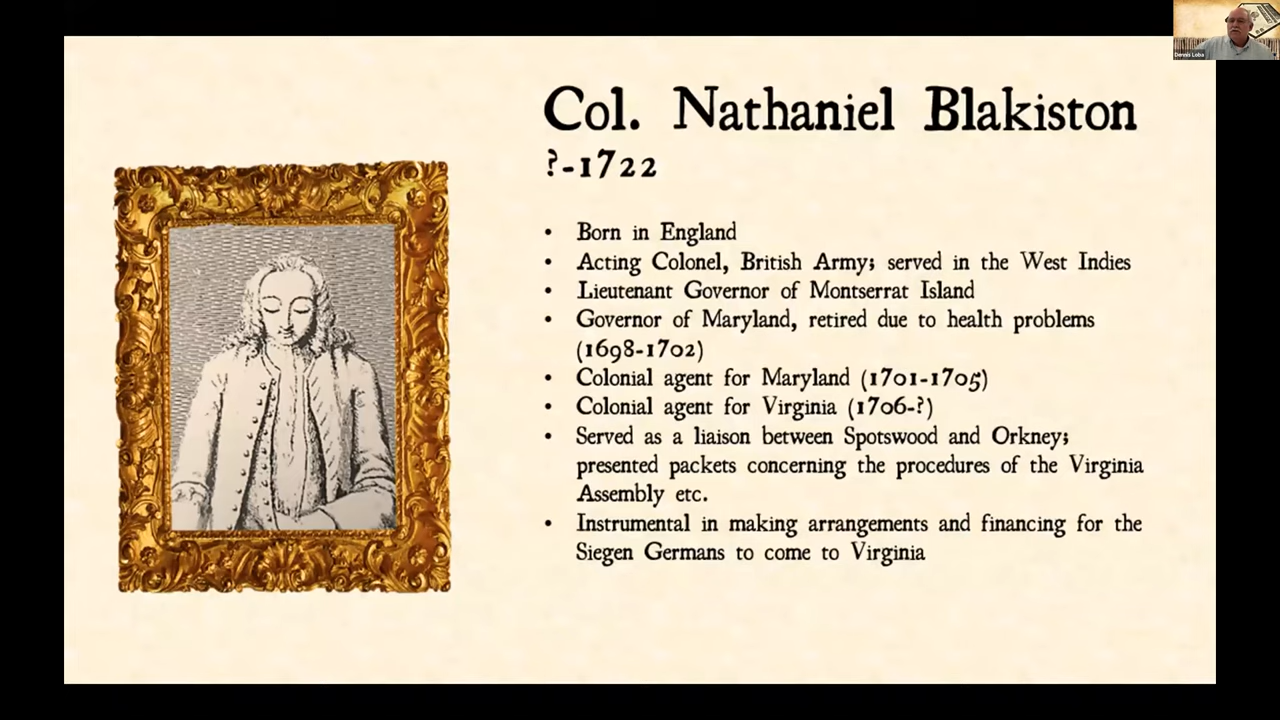 Dennis Loba
Col. Nathaniel Blakiston
?-1722
• Born in England
• Acting Colonel, British Army; served in the West Indies
• Lieutenant Governor of Montserrat Island
• Governor of Maryland, retired due to health problems
(1698-1702)
• Colonial agent for Maryland (1701-1705)
• Colonial agent for Virginia (1706-?)
• Served as a liaison between Spotswood and Orkney;
presented packets concerning the procedures of the Virginia
Assembly etc.
• Instrumental in making arrangements and financing for the
Siegen Germans to come to Virginia